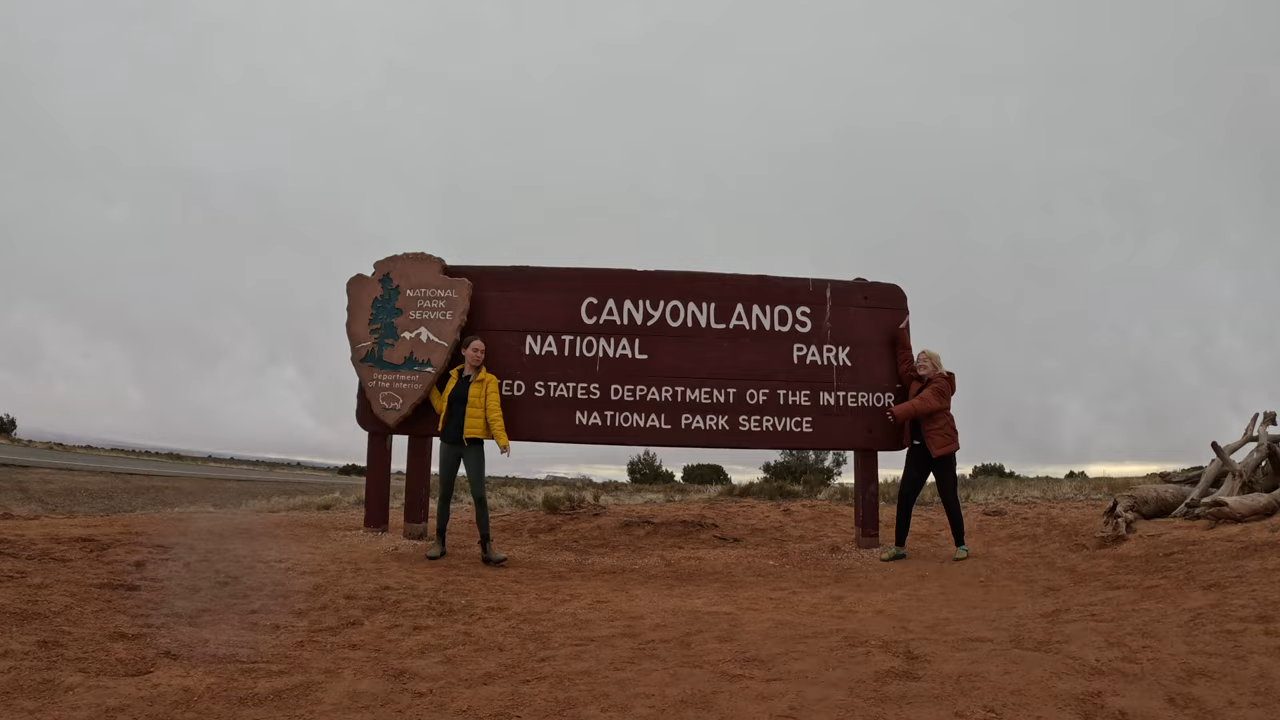 NATIONAL
PARK
SERVICE
Department
of the Interior
CANYONLANDS
NATIONAL PARK
ED STATES DEPARTMENT OF THE INTERIOR
NATIONAL PARK SERVICE